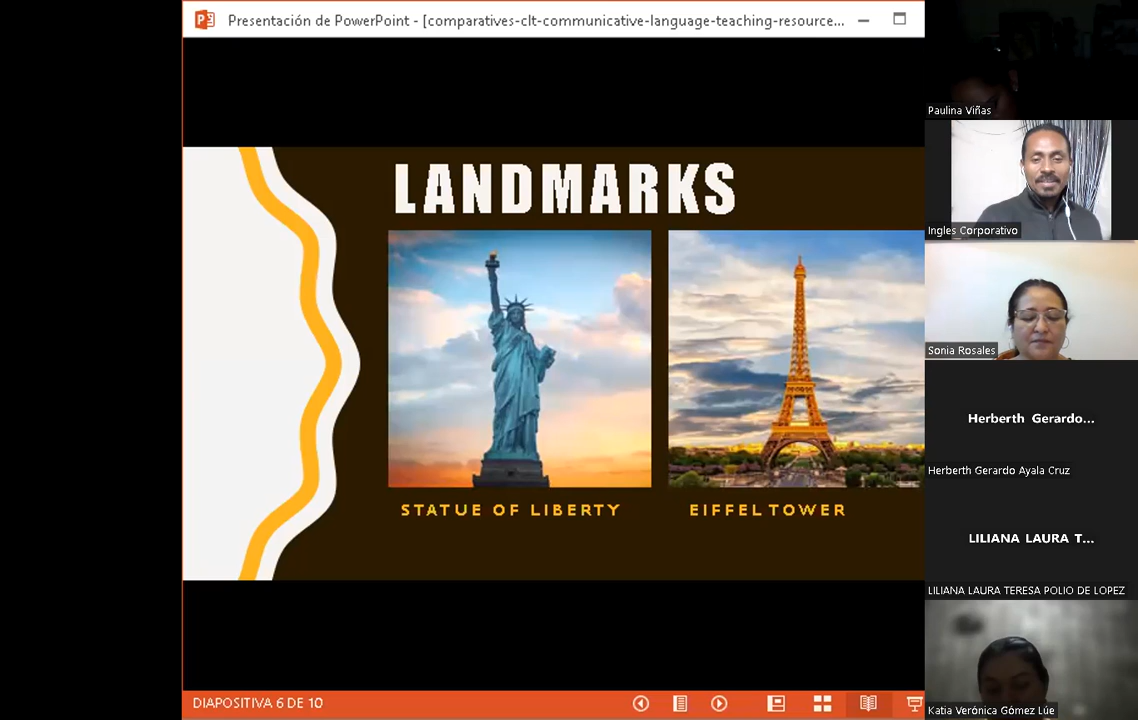 Presentación de PowerPoint - [comparatives-clt-communicative-language-teaching-resource...
LANDMARKS
STATUE OF LIBERTY
EIFFEL TOWER
DIAPOSITIVA 6 DE 10
Paulina Viñas
Ingles Corporativo
Sonia Rosales
Herberth Gerardo...
Herberth Gerardo Ayala Cruz
LILIANA LAURA T...
LILIANA LAURA TERESA POLIO DE LOPEZ
Katia Verónica Gómez Lúe